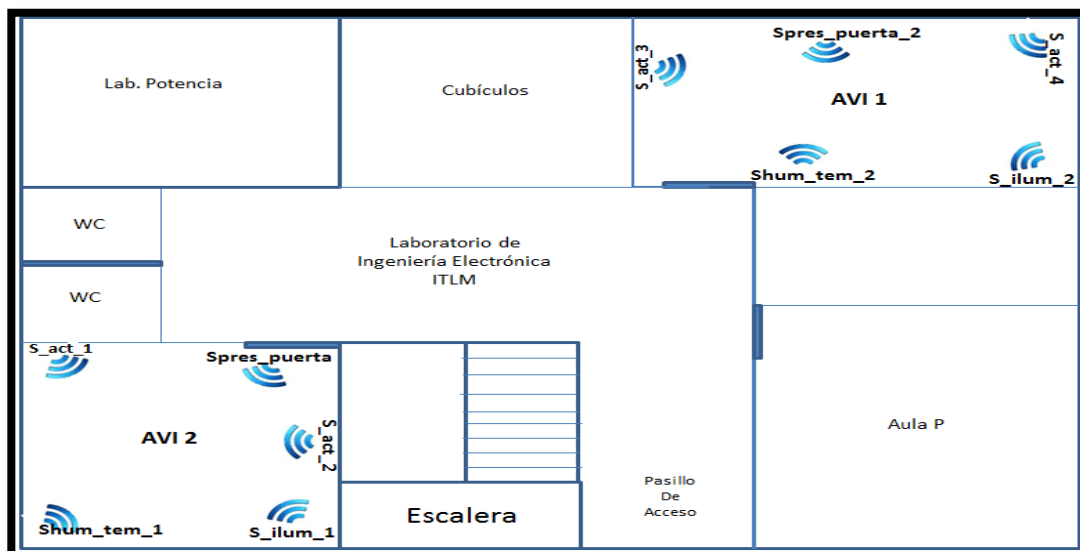 Lab. Potencia
Cubículos
S_act_3
Spres_puerta_2
S_act_4
AVI 1
Shum_tem_2
S_ilum_2
WC
WC
Laboratorio de
Ingeniería Electrónica
ITLM
S_act_1
Spres_puerta
AVI 2
S_act_2
Shum_tem_1
S_ilum_1
Escalera
Pasillo
De
Acceso
Aula P